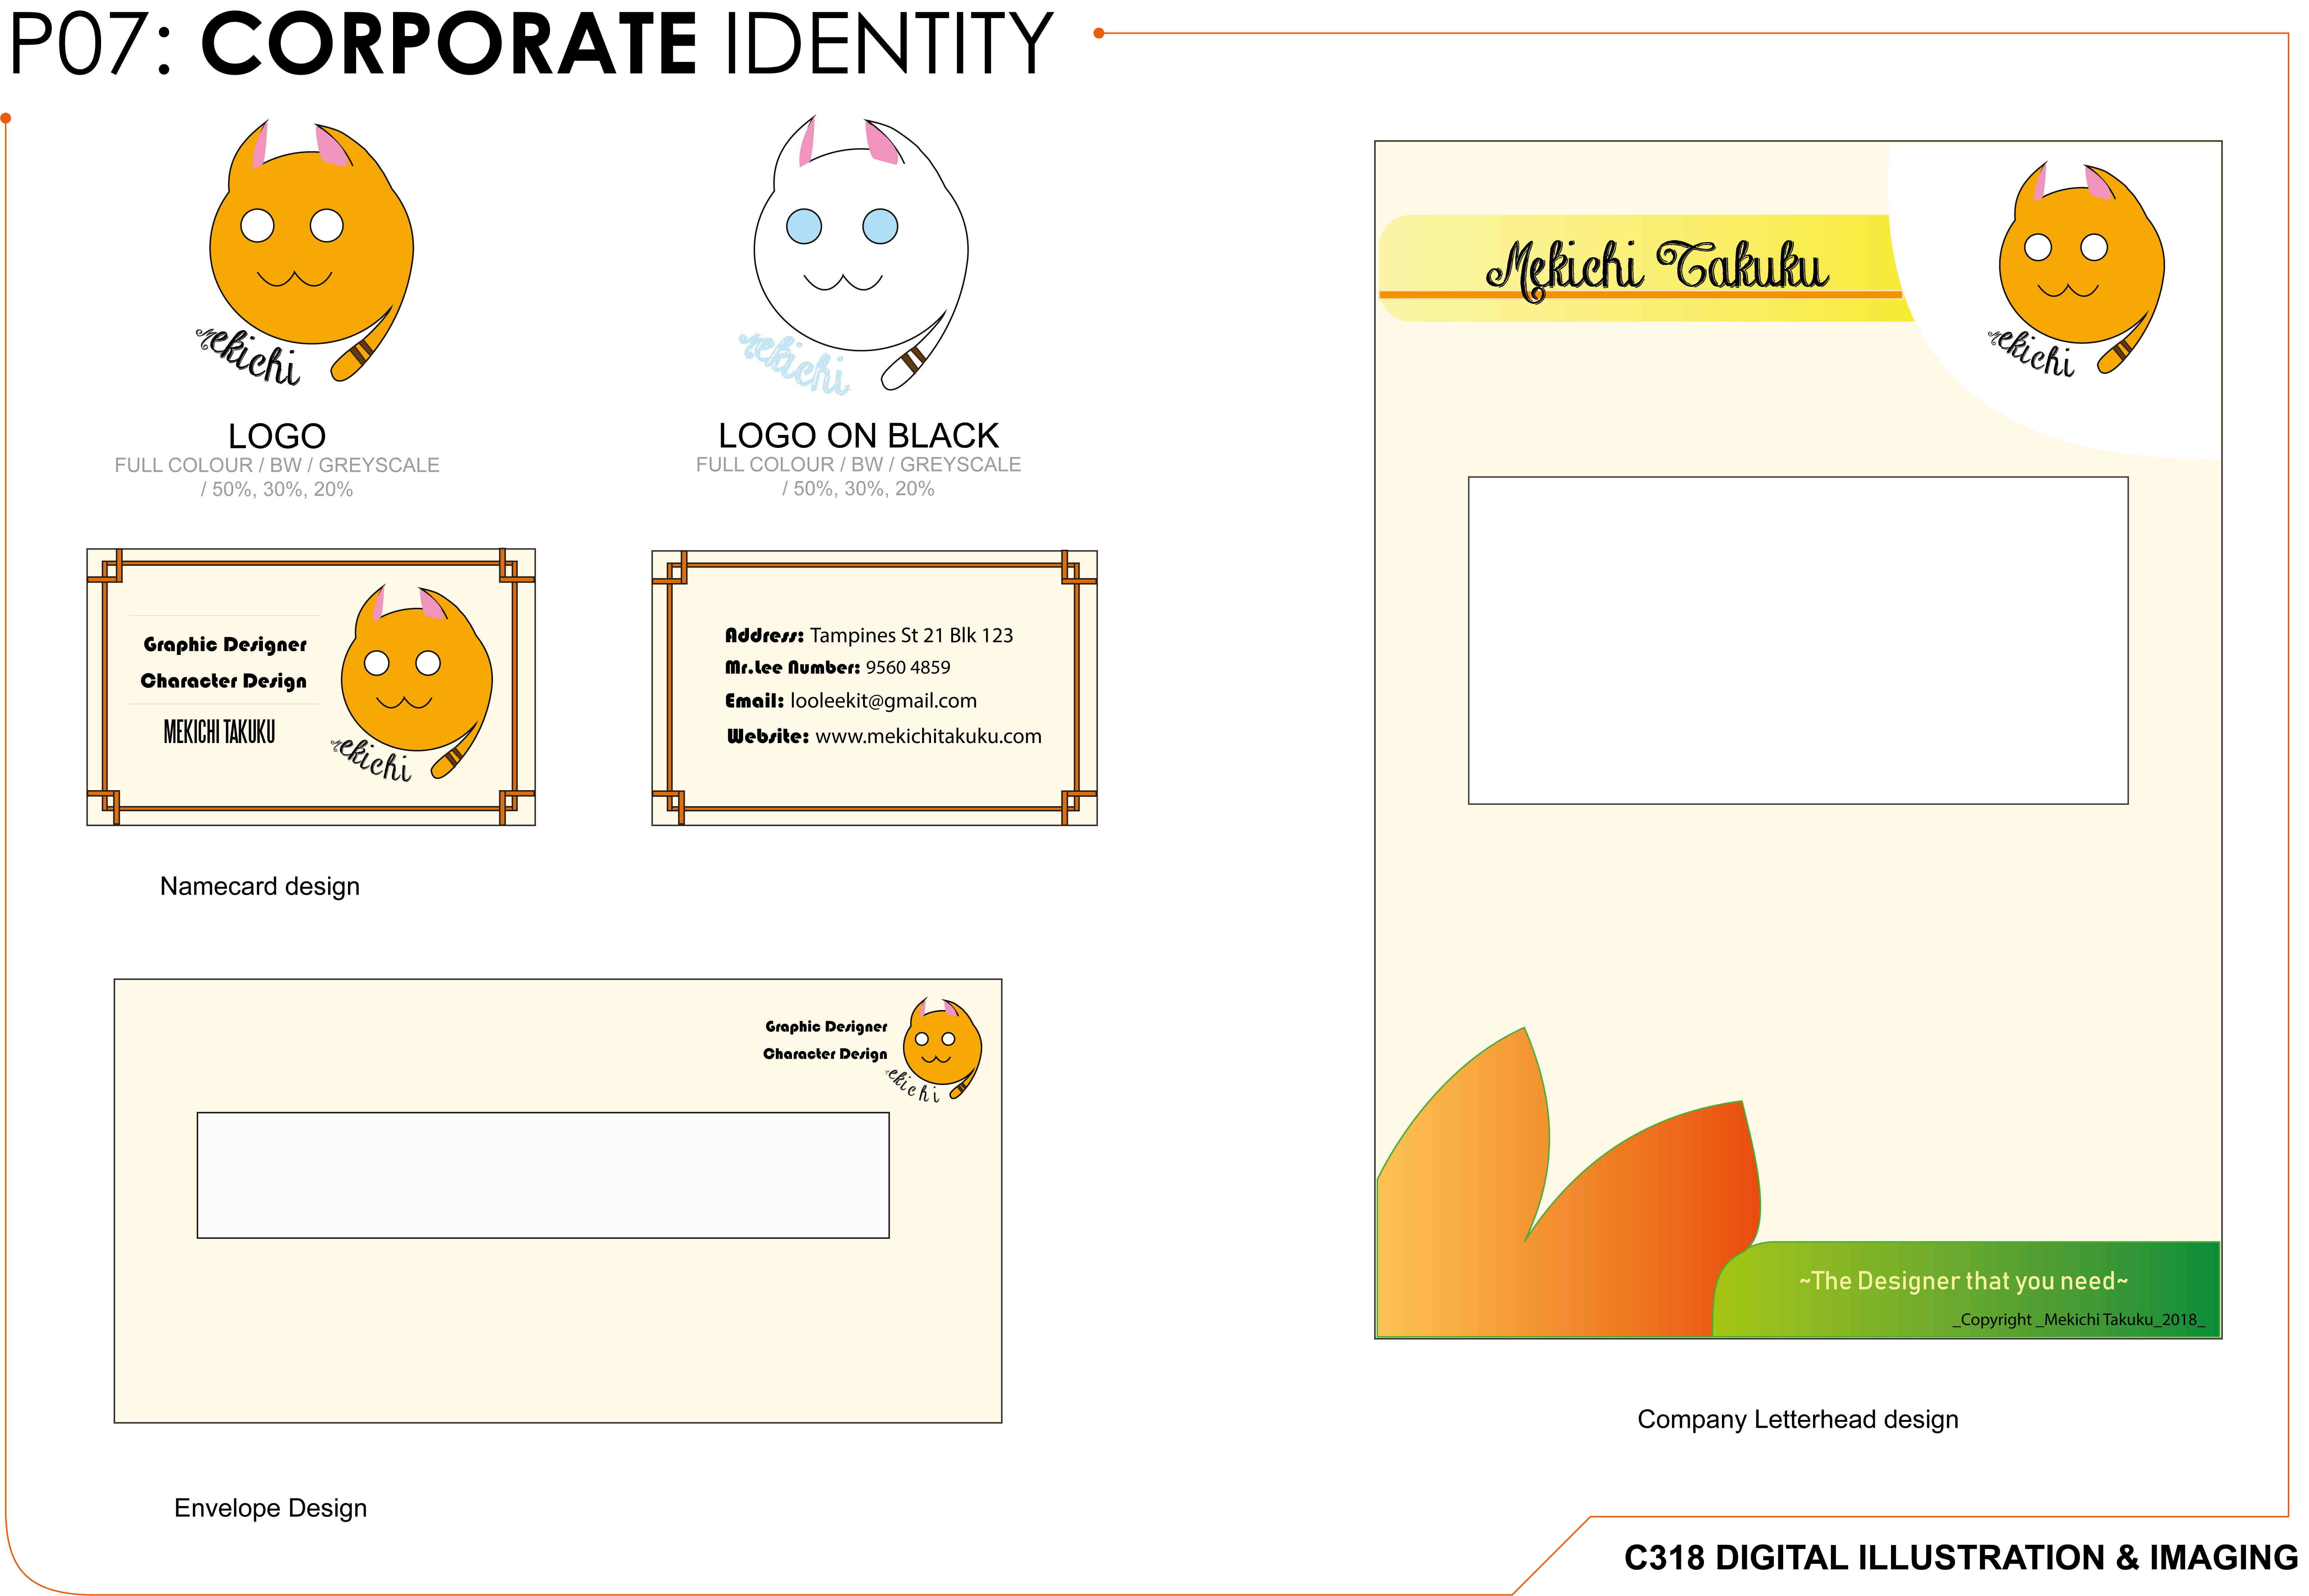 P07: CORPORATE IDENTITY
Mekichi
LOGO
FULL COLOUR / BW / GREYSCALE
/ 50%, 30%, 20%
Mekichi
LOGO ON BLACK
FULL COLOUR / BW / GREYSCALE
/ 50%, 30%, 20%
Graphic Designer
Character Design
MEKICHI TAKUKU
Mekichi
Address: Tampines St 21 Blk 123
Mr.Lee Number: 9560 4859
Email: looleekit@gmail.com
Website: www.mekichitakuku.com
Namecard design
Graphic Designer
Character Design
Mekichi
Envelope Design
Mekichi Takuku
Mekichi
~The Designer that you need~
_Copyright _Mekichi Takuku_2018_
Company Letterhead design
C318 DIGITAL ILLUSTRATION & IMAGING